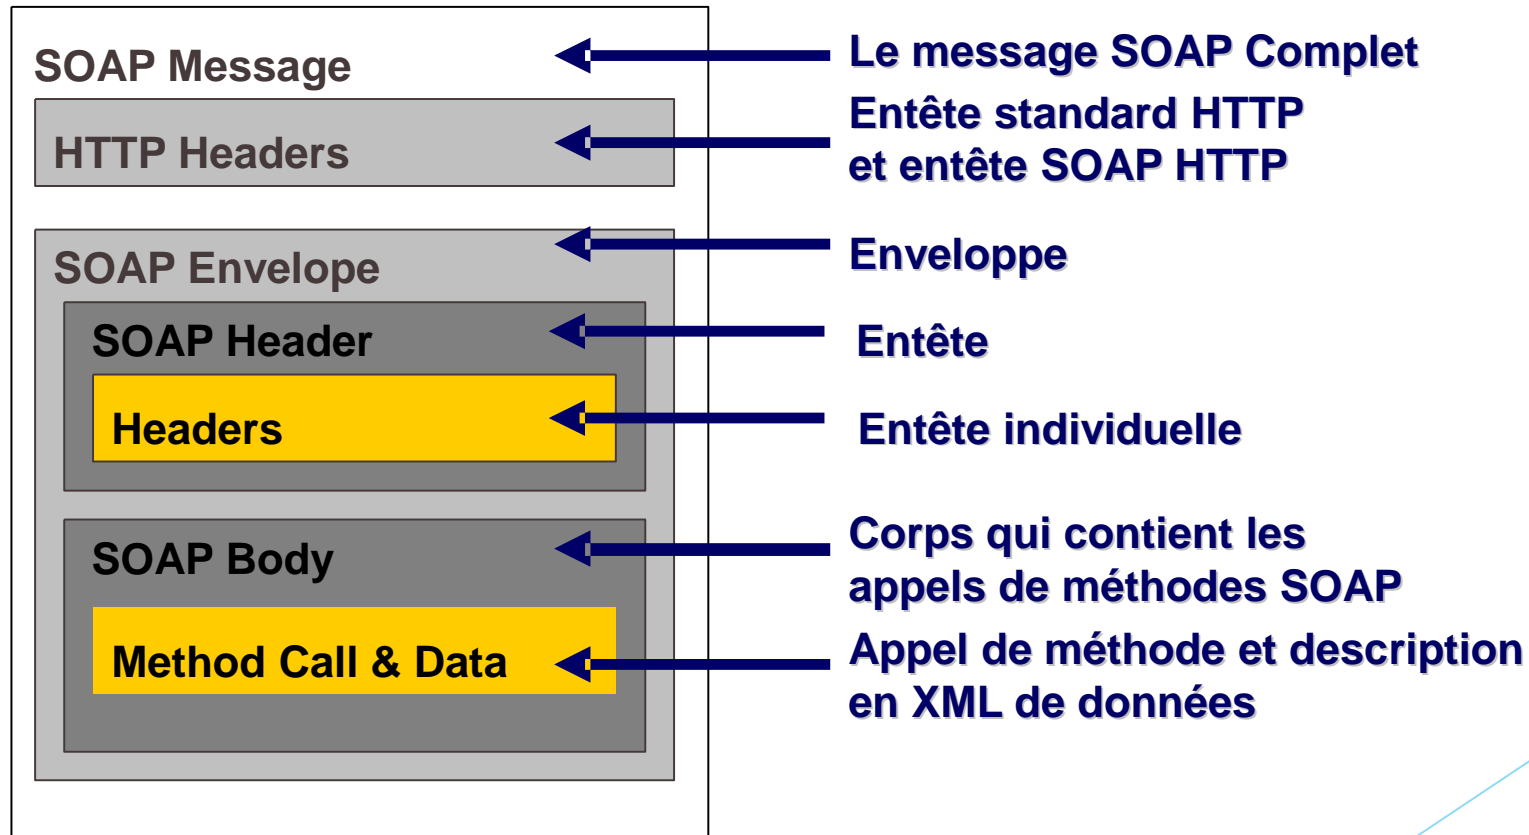 SOAP Message
Le message SOAP Complet
HTTP Headers
Entête standard HTTP
et entête SOAP HTTP
SOAP Envelope
Enveloppe
SOAP Header
Entête
Headers
Entête individuelle
SOAP Body
Corps qui contient les
appels de méthodes SOAP
Method Call & Data
Appel de méthode et description
en XML de données